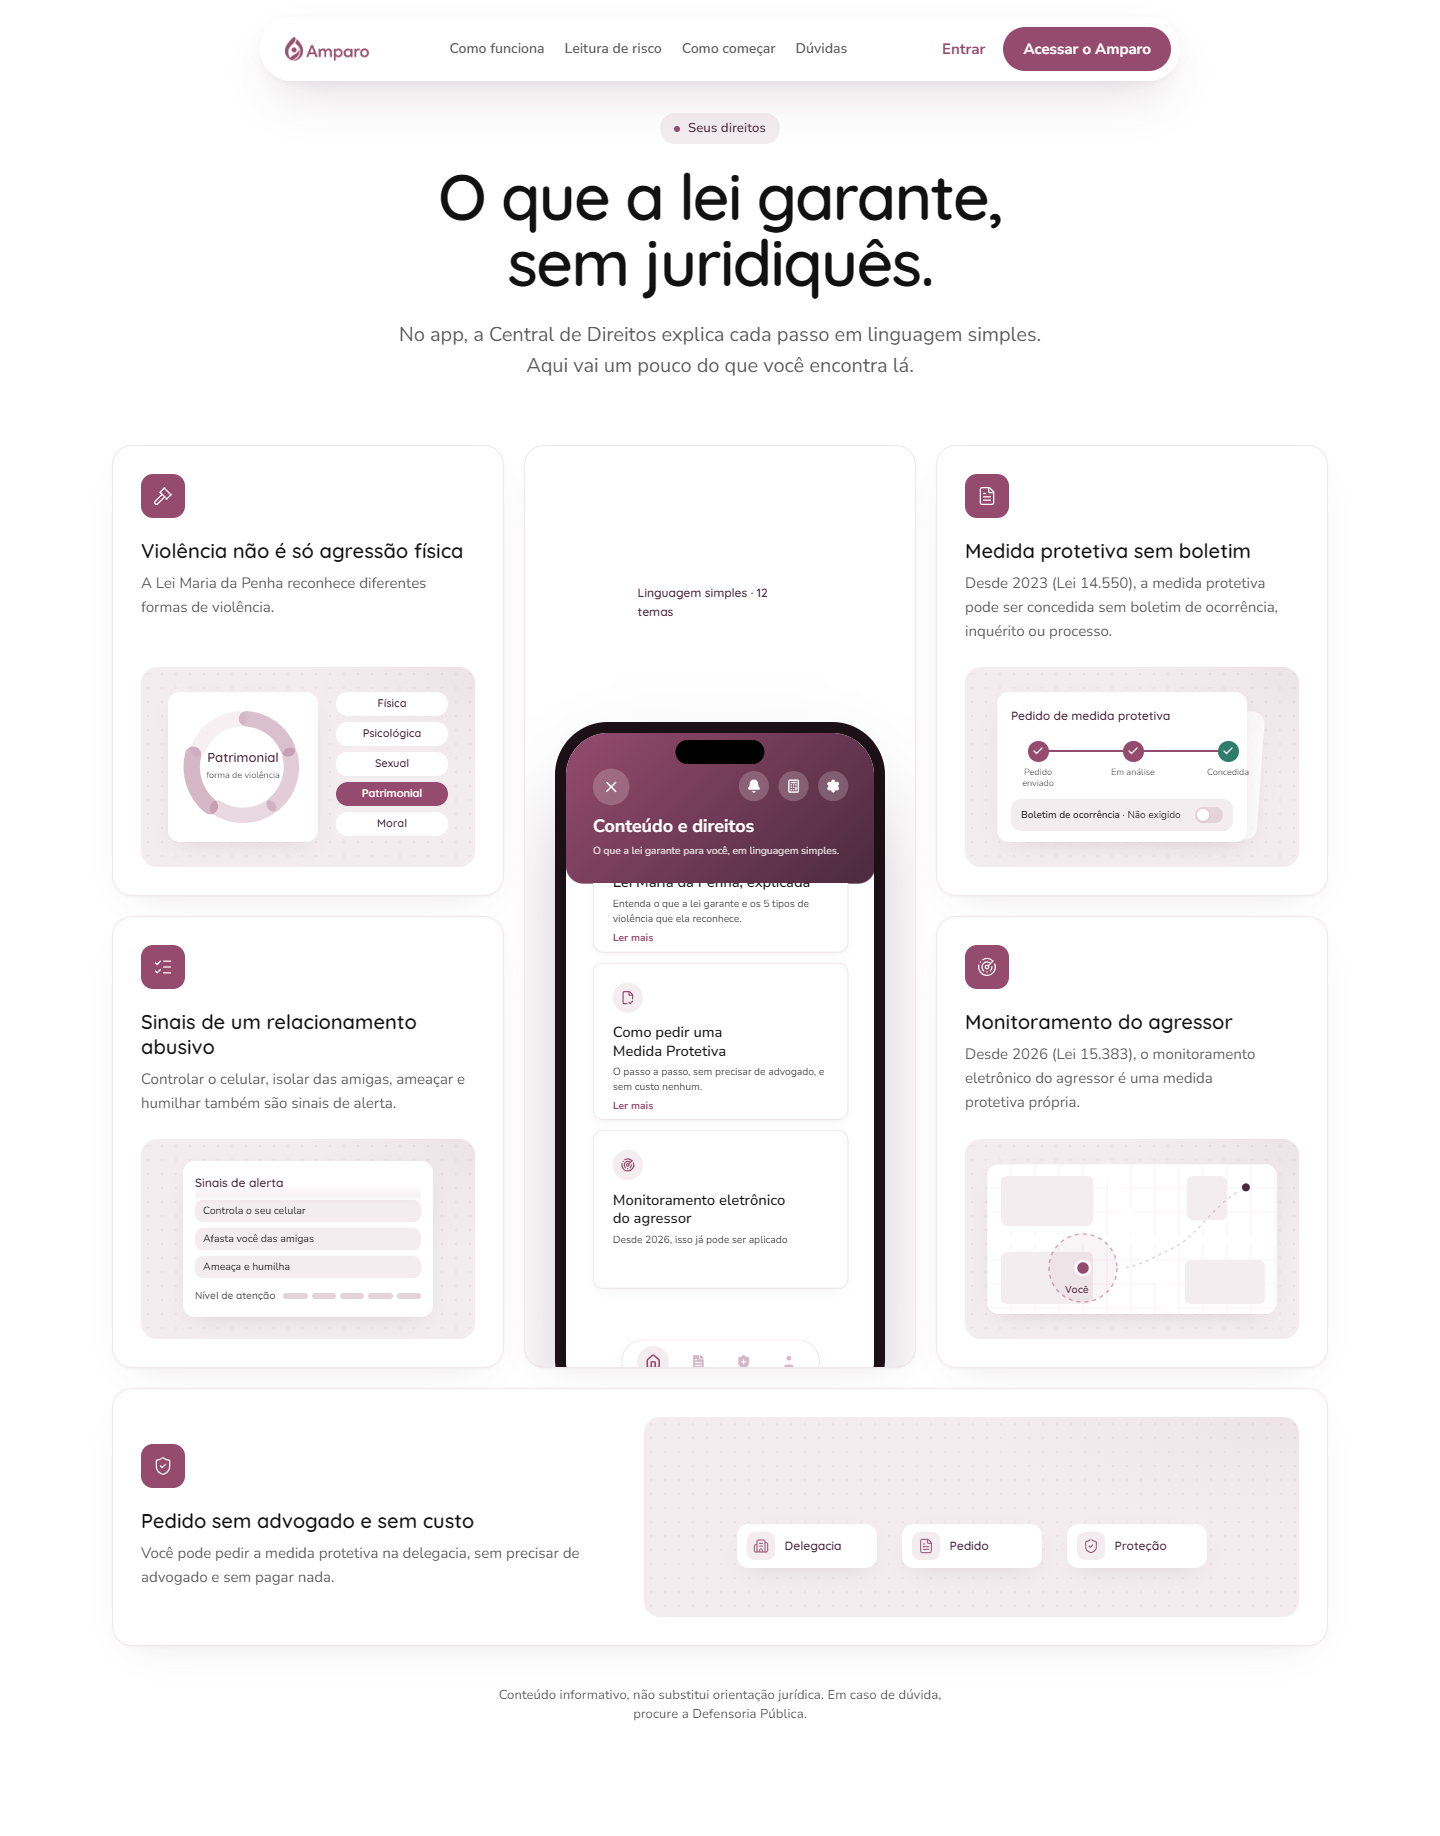 Amparo
Como funciona
Leitura de risco
Como começar
Dúvidas
Entrar
Acessar o Amparo
Seus direitos
O que a lei garante,
sem juridiquês.
No app, a Central de Direitos explica cada passo em linguagem simples.
Aqui vai um pouco do que você encontra lá.
Violência não é só agressão física
A Lei Maria da Penha reconhece diferentes
formas de violência.
Patrimonial
forma de violência
Física
Psicológica
Sexual
Patrimonial
Moral
Sinais de um relacionamento
abusivo
Controlar o celular, isolar das amigas, ameaçar e
humilhar também são sinais de alerta.
Sinais de alerta
Controla o seu celular
Afasta você das amigas
Ameaça e humilha
Nível de atenção
Linguagem simples · 12
temas
Conteúdo e direitos
O que a lei garante para você, em linguagem simples.
Lei Maria da Penha, explicada
Entenda o que a lei garante e os 5 tipos de
violência que ela reconhece.
Ler mais
Como pedir uma
Medida Protetiva
O passo a passo, sem precisar de advogado, e
sem custo nenhum.
Ler mais
Monitoramento eletrônico
do agressor
Desde 2026, isso já pode ser aplicado
Medida protetiva sem boletim
Desde 2023 (Lei 14.550), a medida protetiva
pode ser concedida sem boletim de ocorrência,
inquérito ou processo.
Pedido de medida protetiva
Pedido
enviado
Em análise
Concedida
Boletim de ocorrência · Não exigido
Monitoramento do agressor
Desde 2026 (Lei 15.383), o monitoramento
eletrônico do agressor é uma medida
protetiva própria.
Você
Pedido sem advogado e sem custo
Você pode pedir a medida protetiva na delegacia, sem precisar de
advogado e sem pagar nada.
Delegacia
Pedido
Proteção
Conteúdo informativo, não substitui orientação jurídica. Em caso de dúvida,
procure a Defensoria Pública.